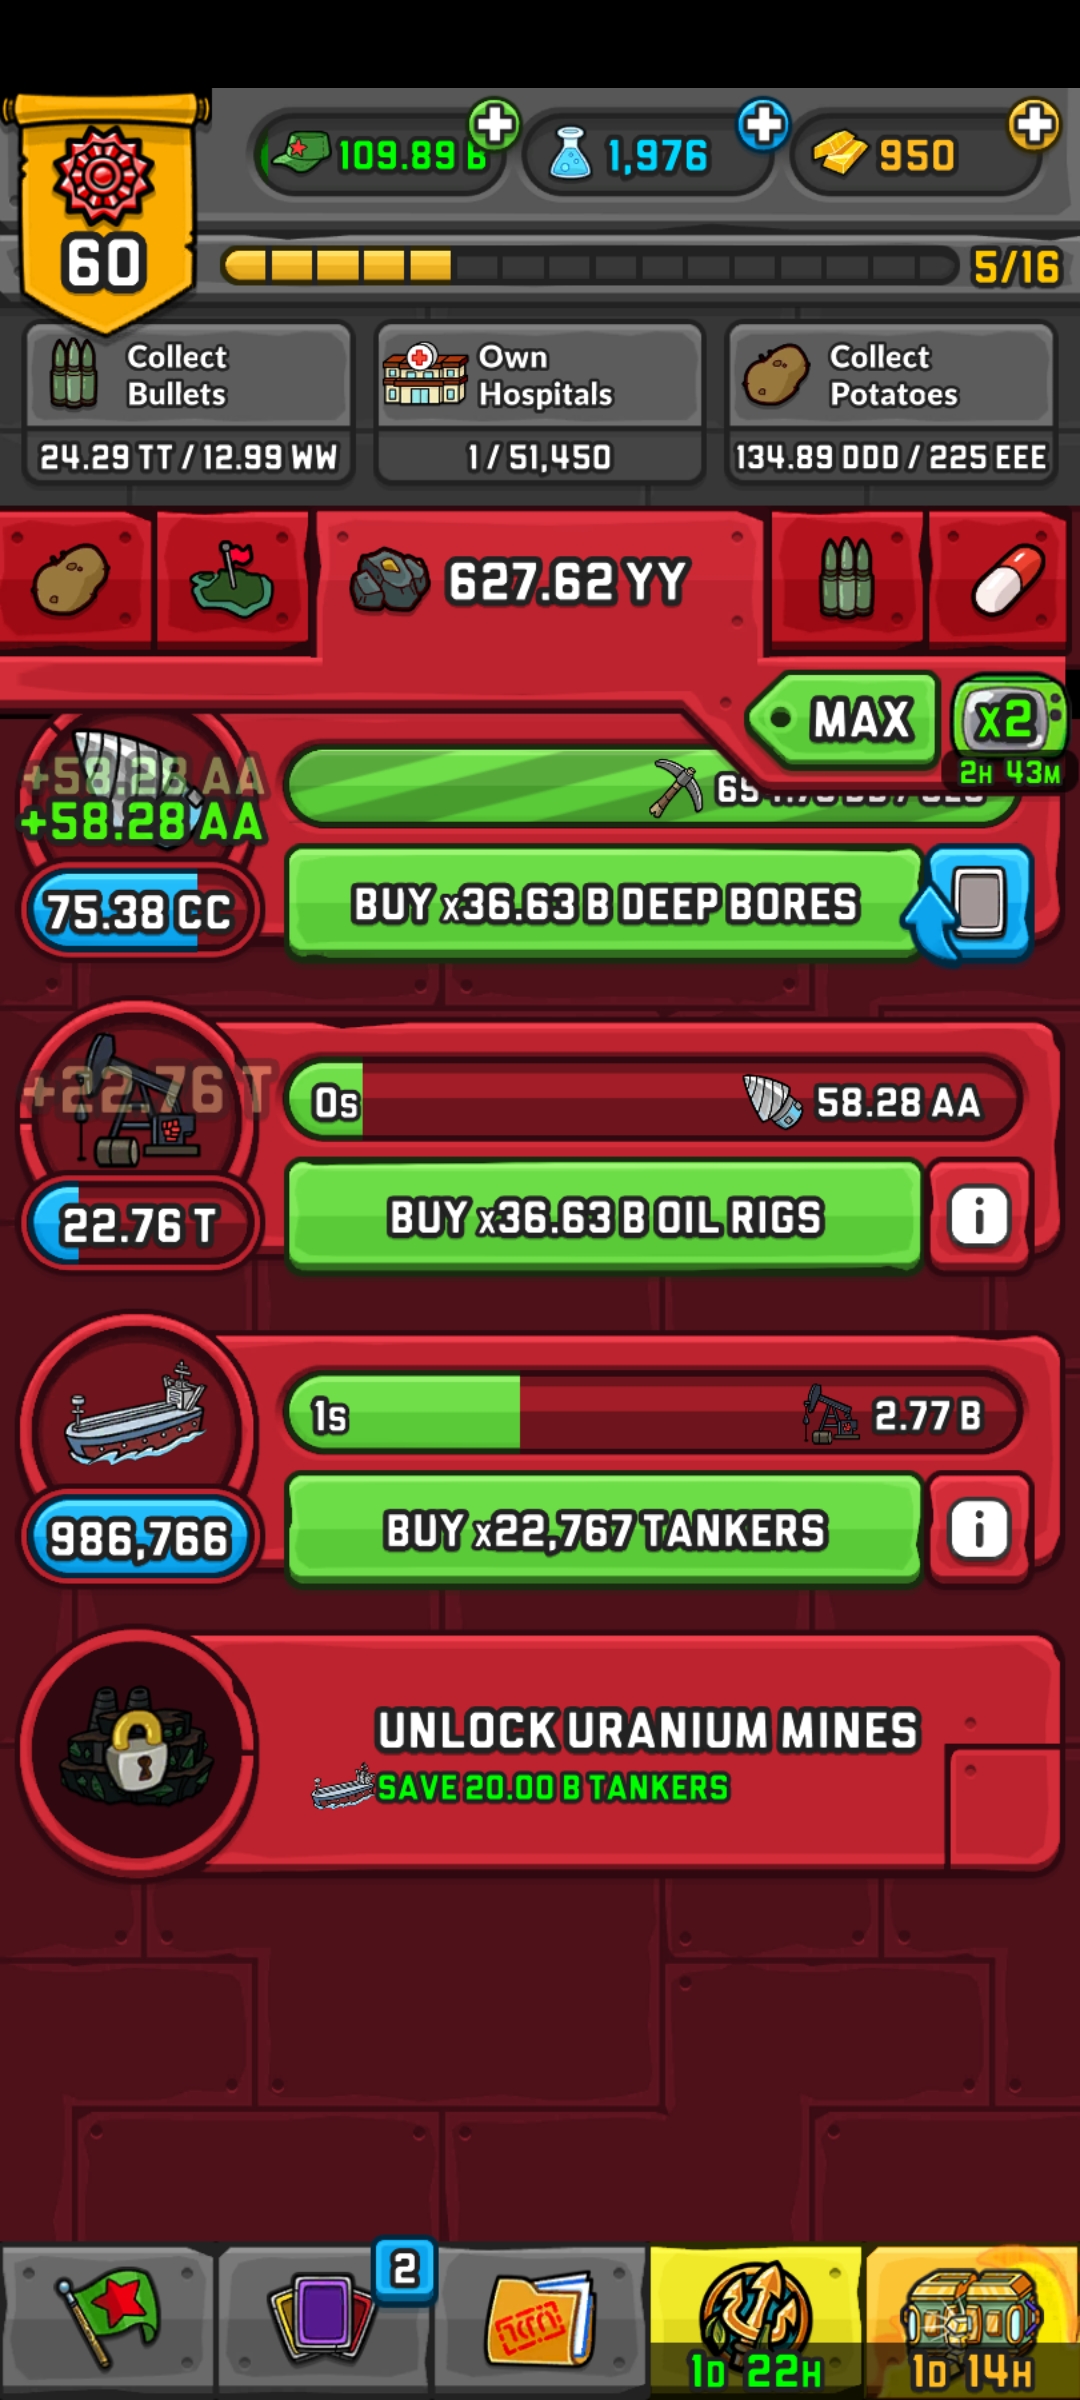 60
109.89 B
1,976
950
5/16
Collect
Bullets
24.29 TT / 12.99 WW
Own
Hospitals
1 / 51,450
Collect
Potatoes
134.89 DDD / 225 EEE
627.62 YY
MAX
x2
2H 43M
+58.28 AA
+58.28 AA
75.38 CC
BUY x36.63 B DEEP BORES
+22.76 T
0s
58.28 AA
22.76 T
BUY x36.63 B OIL RIGS
i
1s
2.77 B
986,766
BUY x22,767 TANKERS
i
UNLOCK URANIUM MINES
SAVE 20.00 B TANKERS
2
1D 22H
1D 14H